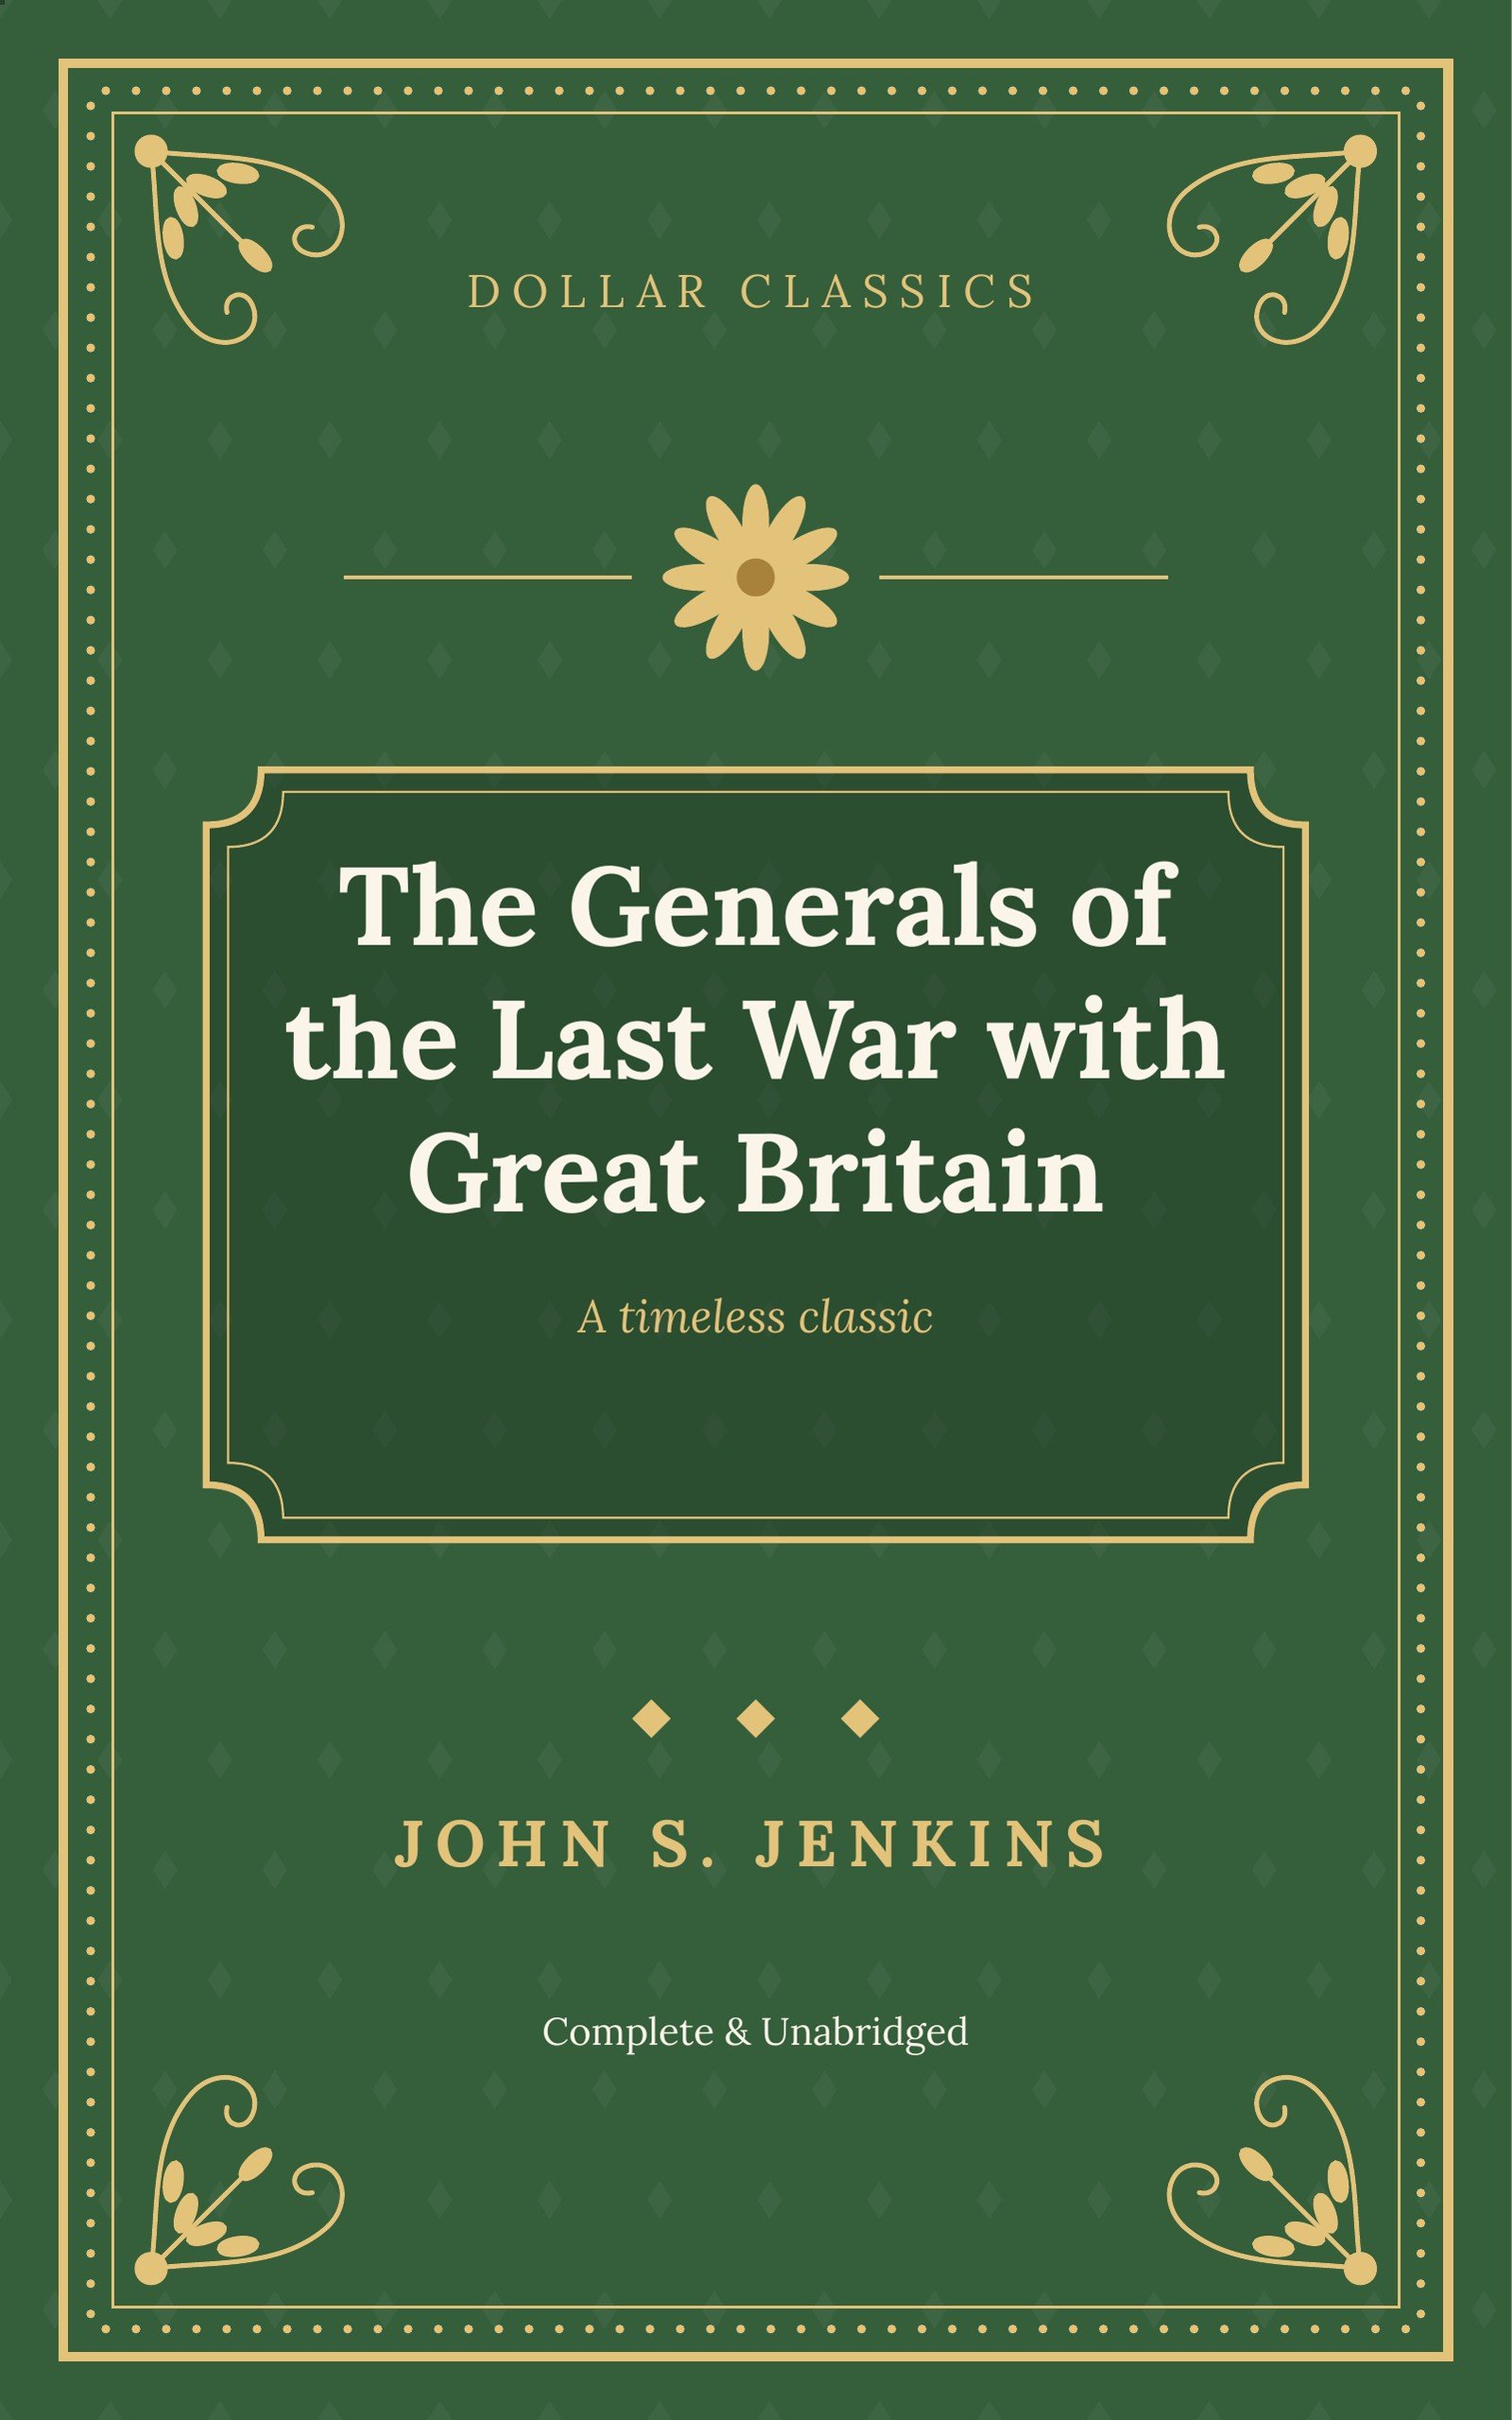 DOLLAR CLASSICS
The Generals of
the Last War with
Great Britain
A timeless classic
JOHN S. JENKINS
Complete & Unabridged